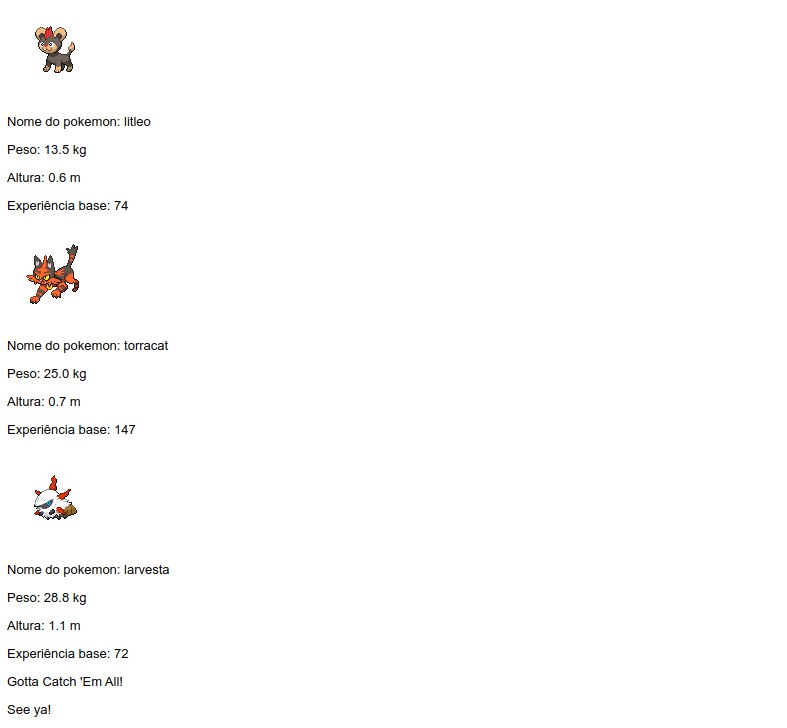 Nome do pokemon: litleo
Peso: 13.5 kg
Altura: 0.6 m
Experiência base: 74
Nome do pokemon: torracat
Peso: 25.0 kg
Altura: 0.7 m
Experiência base: 147
Nome do pokemon: larvesta
Peso: 28.8 kg
Altura: 1.1 m
Experiência base: 72
Gotta Catch 'Em All!
See ya!